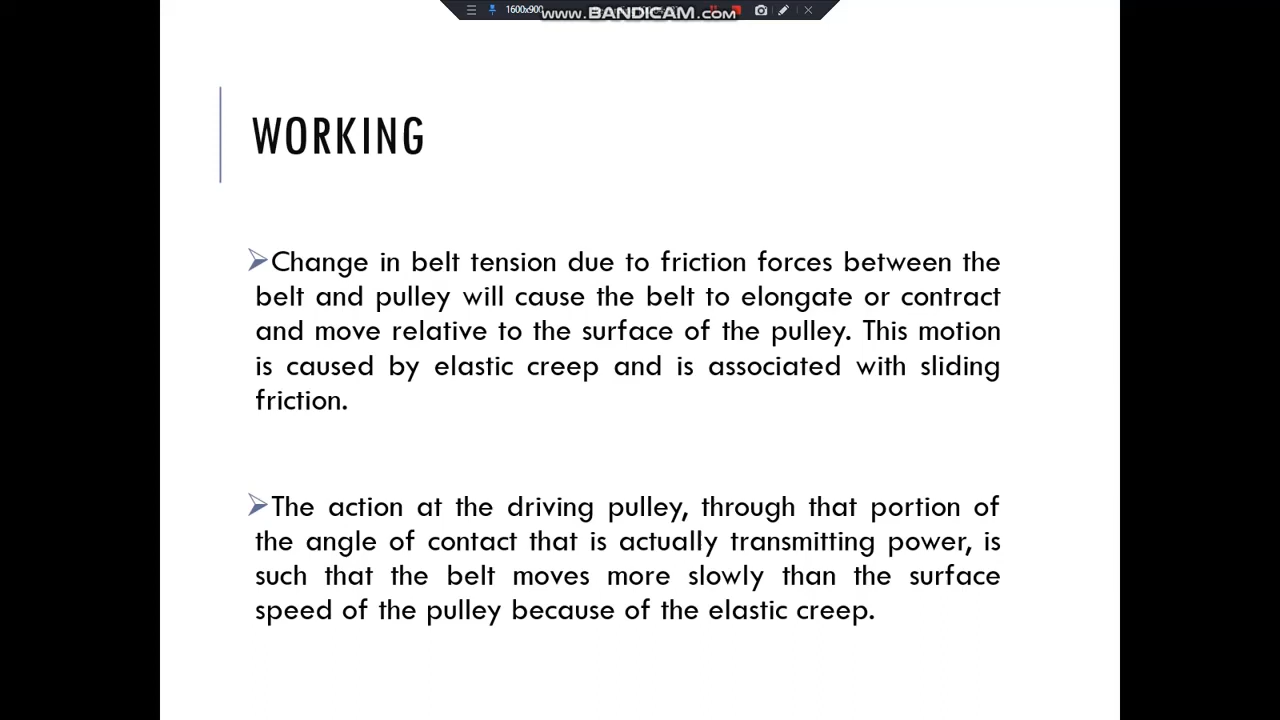 1600x900
www.BANDICAM.com
WORKING
Change in belt tension due to friction forces between the
belt and pulley will cause the belt to elongate or contract
and move relative to the surface of the pulley. This motion
is caused by elastic creep and is associated with sliding
friction.
The action at the driving pulley, through that portion of
the angle of contact that is actually transmitting power, is
such that the belt moves more slowly than the surface
speed of the pulley because of the elastic creep.